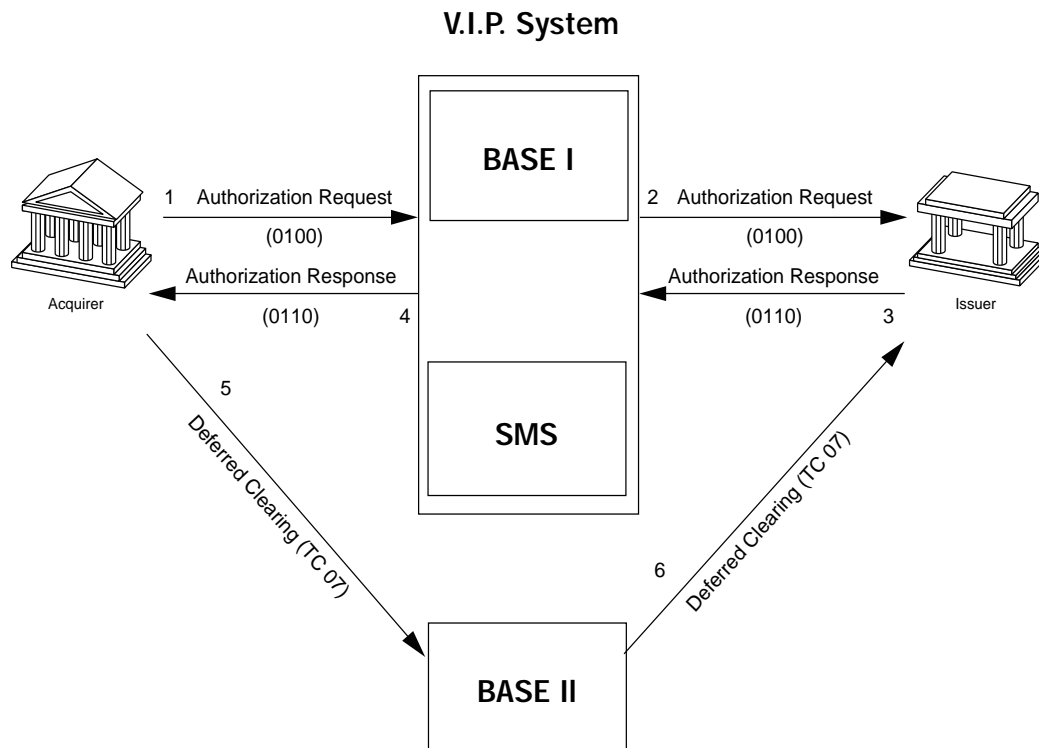 V.I.P. System
BASE I
1 Authorization Request
(0100)
2 Authorization Request
(0100)
Authorization Response
(0110) 4
Authorization Response
(0110) 3
Acquirer
Issuer
SMS
5
Deferred Clearing (TC 07)
6
Deferred Clearing (TC 07)
BASE II